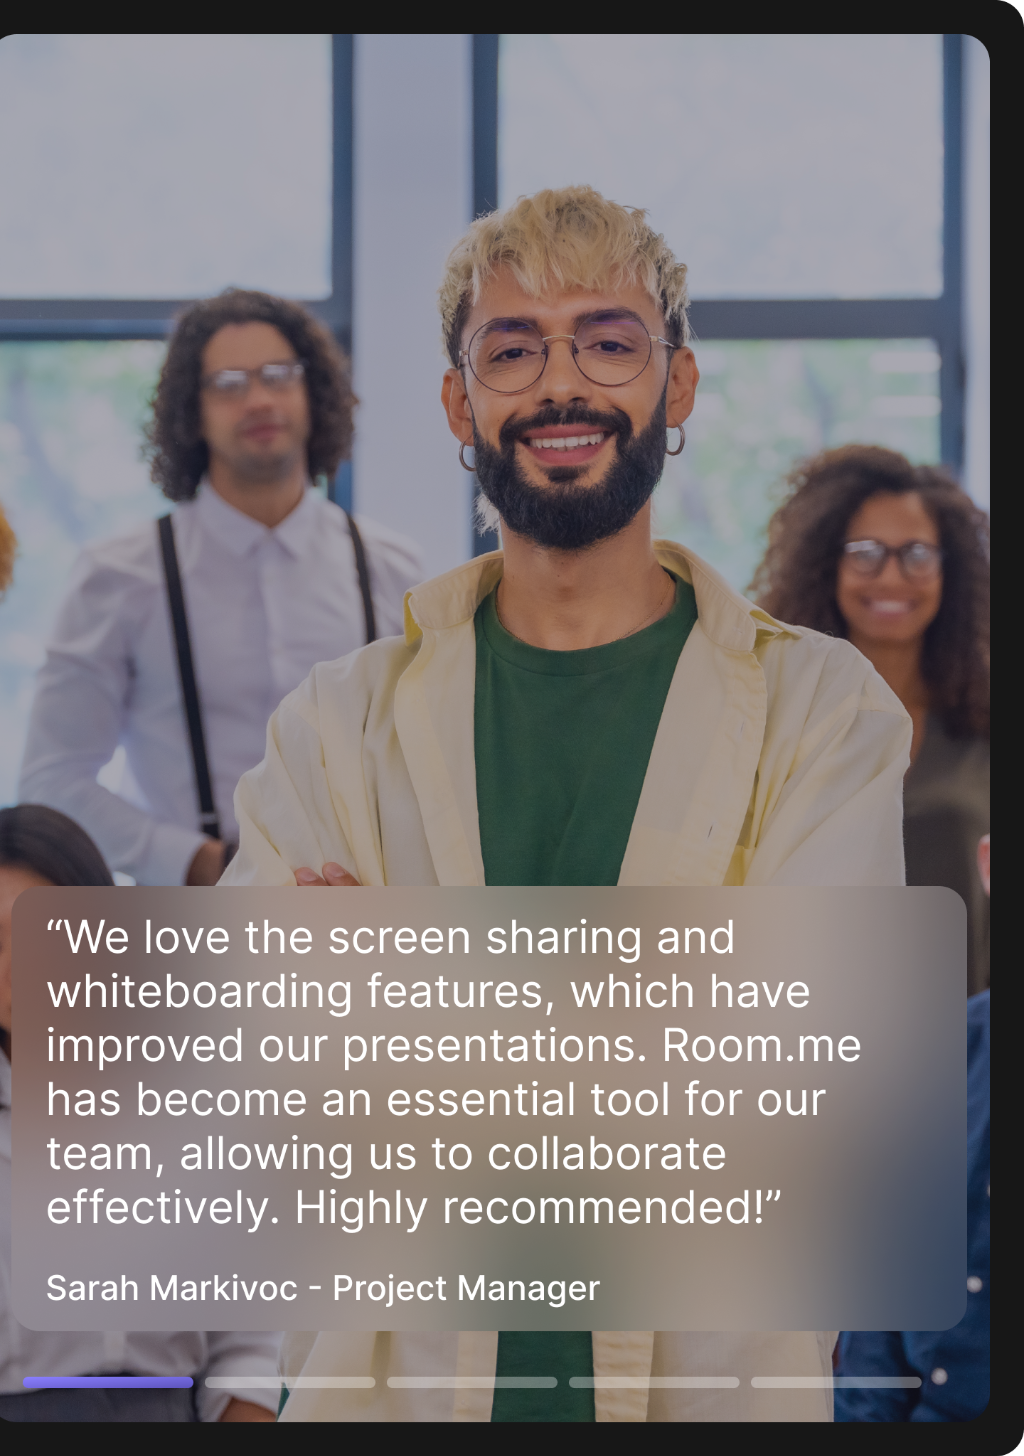 “We love the screen sharing and
whiteboarding features, which have
improved our presentations. Room.me
has become an essential tool for our
team, allowing us to collaborate
effectively. Highly recommended!”
Sarah Markivoc - Project Manager